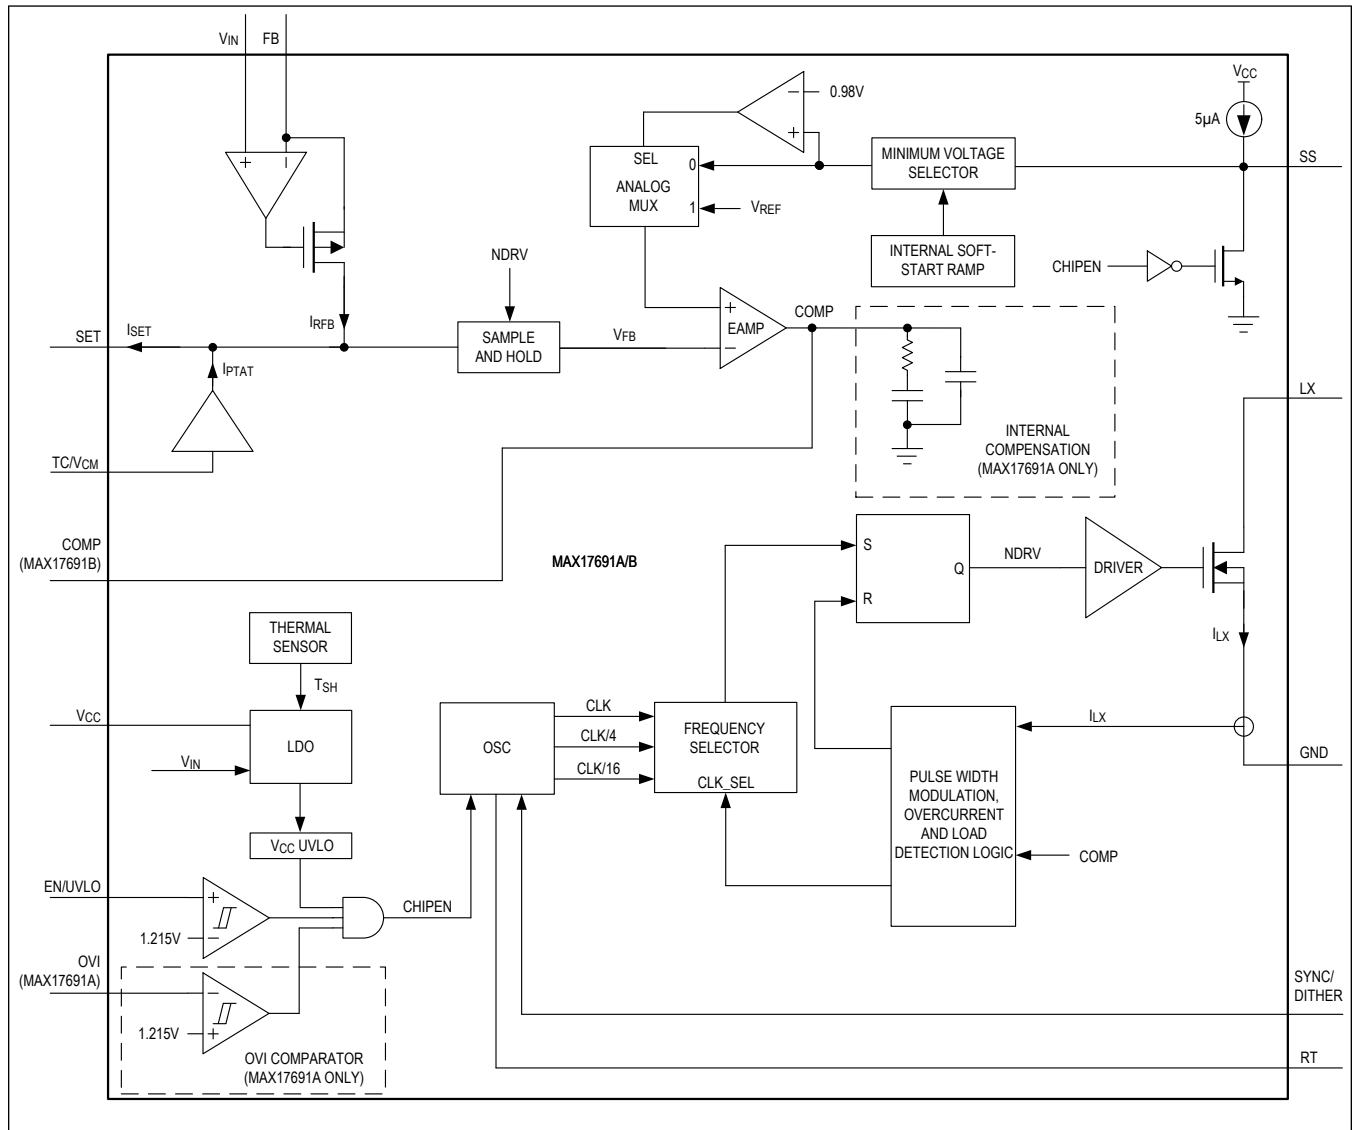 VIN FB
VCC
5µA
0.98V
+ −
− +
SEL
ANALOG
MUX
0
1
VREF
MINIMUM VOLTAGE
SELECTOR
SS
INTERNAL SOFT-
START RAMP
CHIPEN
NDRV
SET
ISET
IRFB
SAMPLE
AND HOLD
VFB
+
EAMP
−
COMP
IPTAT
TC/VCM
INTERNAL
COMPENSATION
(MAX17691A ONLY)
LX
COMP
(MAX17691B)
MAX17691A/B
S
R
Q
NDRV
DRIVER
ILX
THERMAL
SENSOR
TSH
VCC
LDO
VIN
VCC UVLO
OSC
CLK
CLK/4
CLK/16
FREQUENCY
SELECTOR
CLK_SEL
ILX
PULSE WIDTH
MODULATION,
OVERCURRENT
AND LOAD
DETECTION LOGIC
COMP
GND
EN/UVLO
+
1.215V −
CHIPEN
OVI
(MAX17691A)
−
1.215V +
OVI COMPARATOR
(MAX17691A ONLY)
SYNC/
DITHER
RT